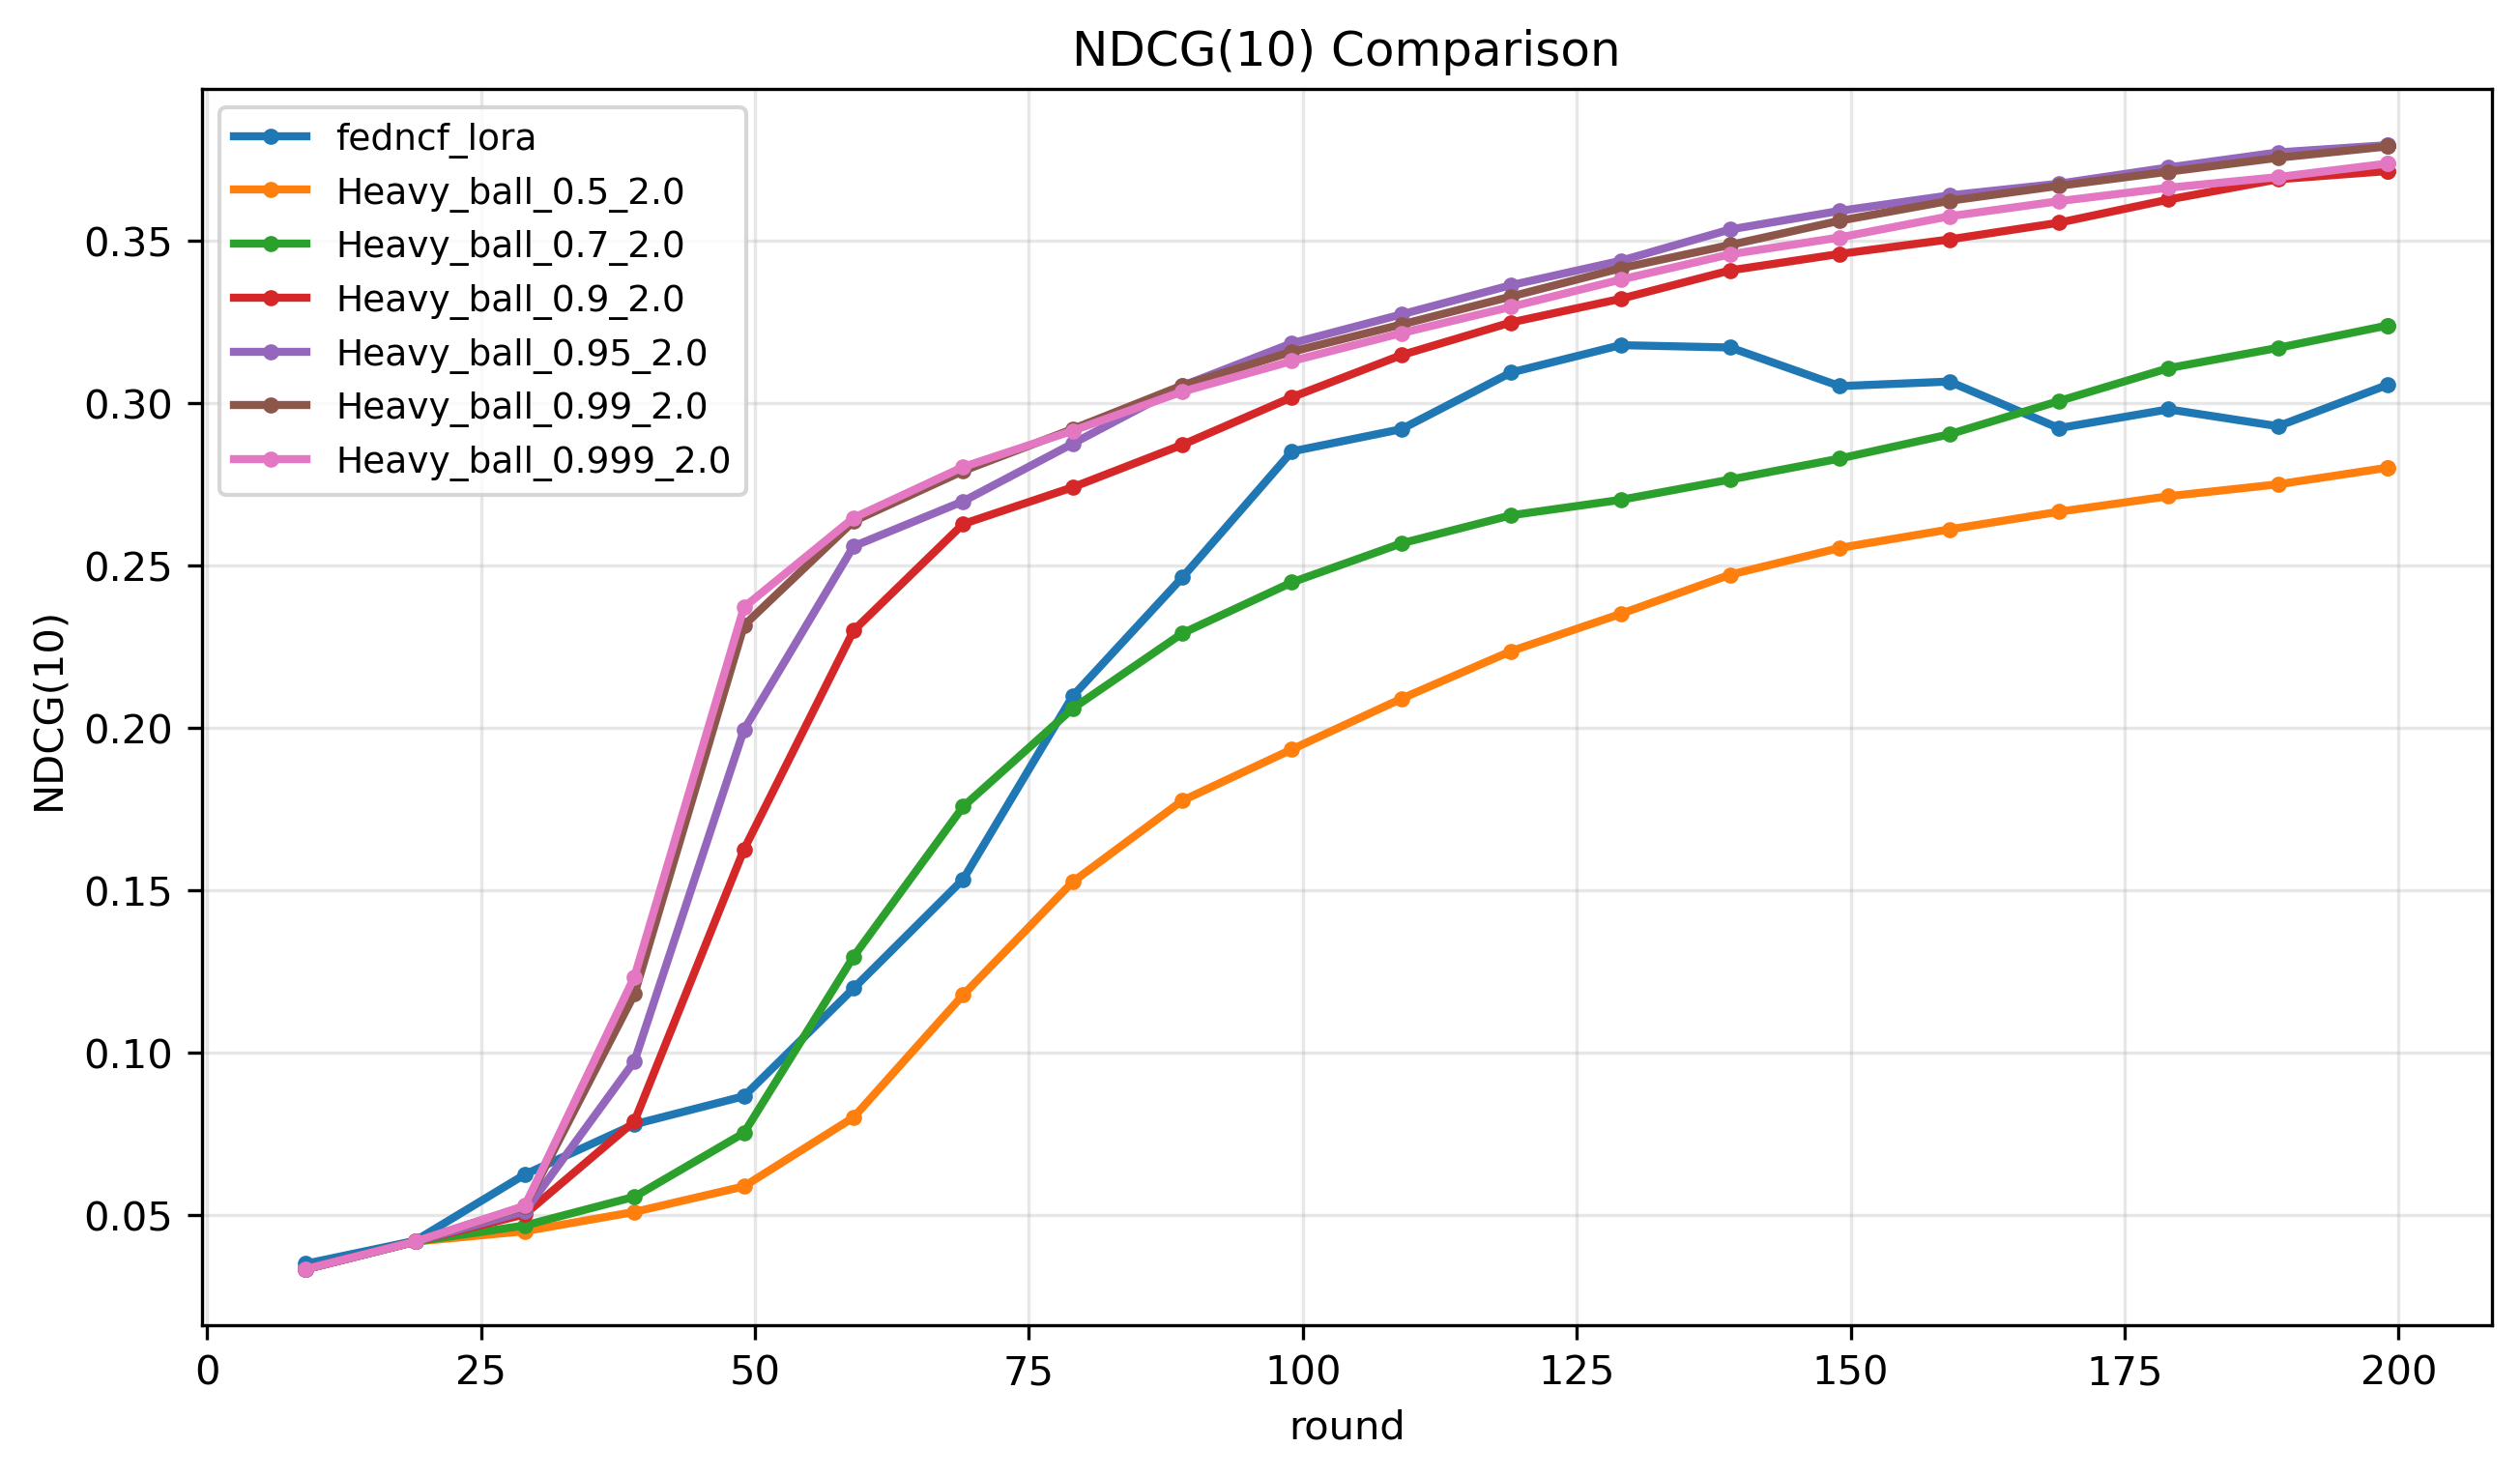 NDCG(10) Comparison
fedncf_lora
Heavy_ball_0.5_2.0
Heavy_ball_0.7_2.0
Heavy_ball_0.9_2.0
Heavy_ball_0.95_2.0
Heavy_ball_0.99_2.0
Heavy_ball_0.999_2.0
NDCG(10)
0.35
0.30
0.25
0.20
0.15
0.10
0.05
0 25 50 75 100 125 150 175 200
round